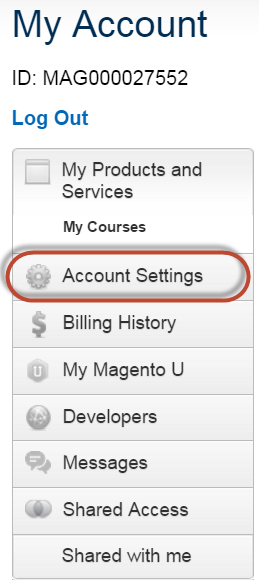 My Account
ID: MAG000027552
Log Out
My Products and
Services
My Courses
Account Settings
Billing History
My Magento U
Developers
Messages
Shared Access
Shared with me